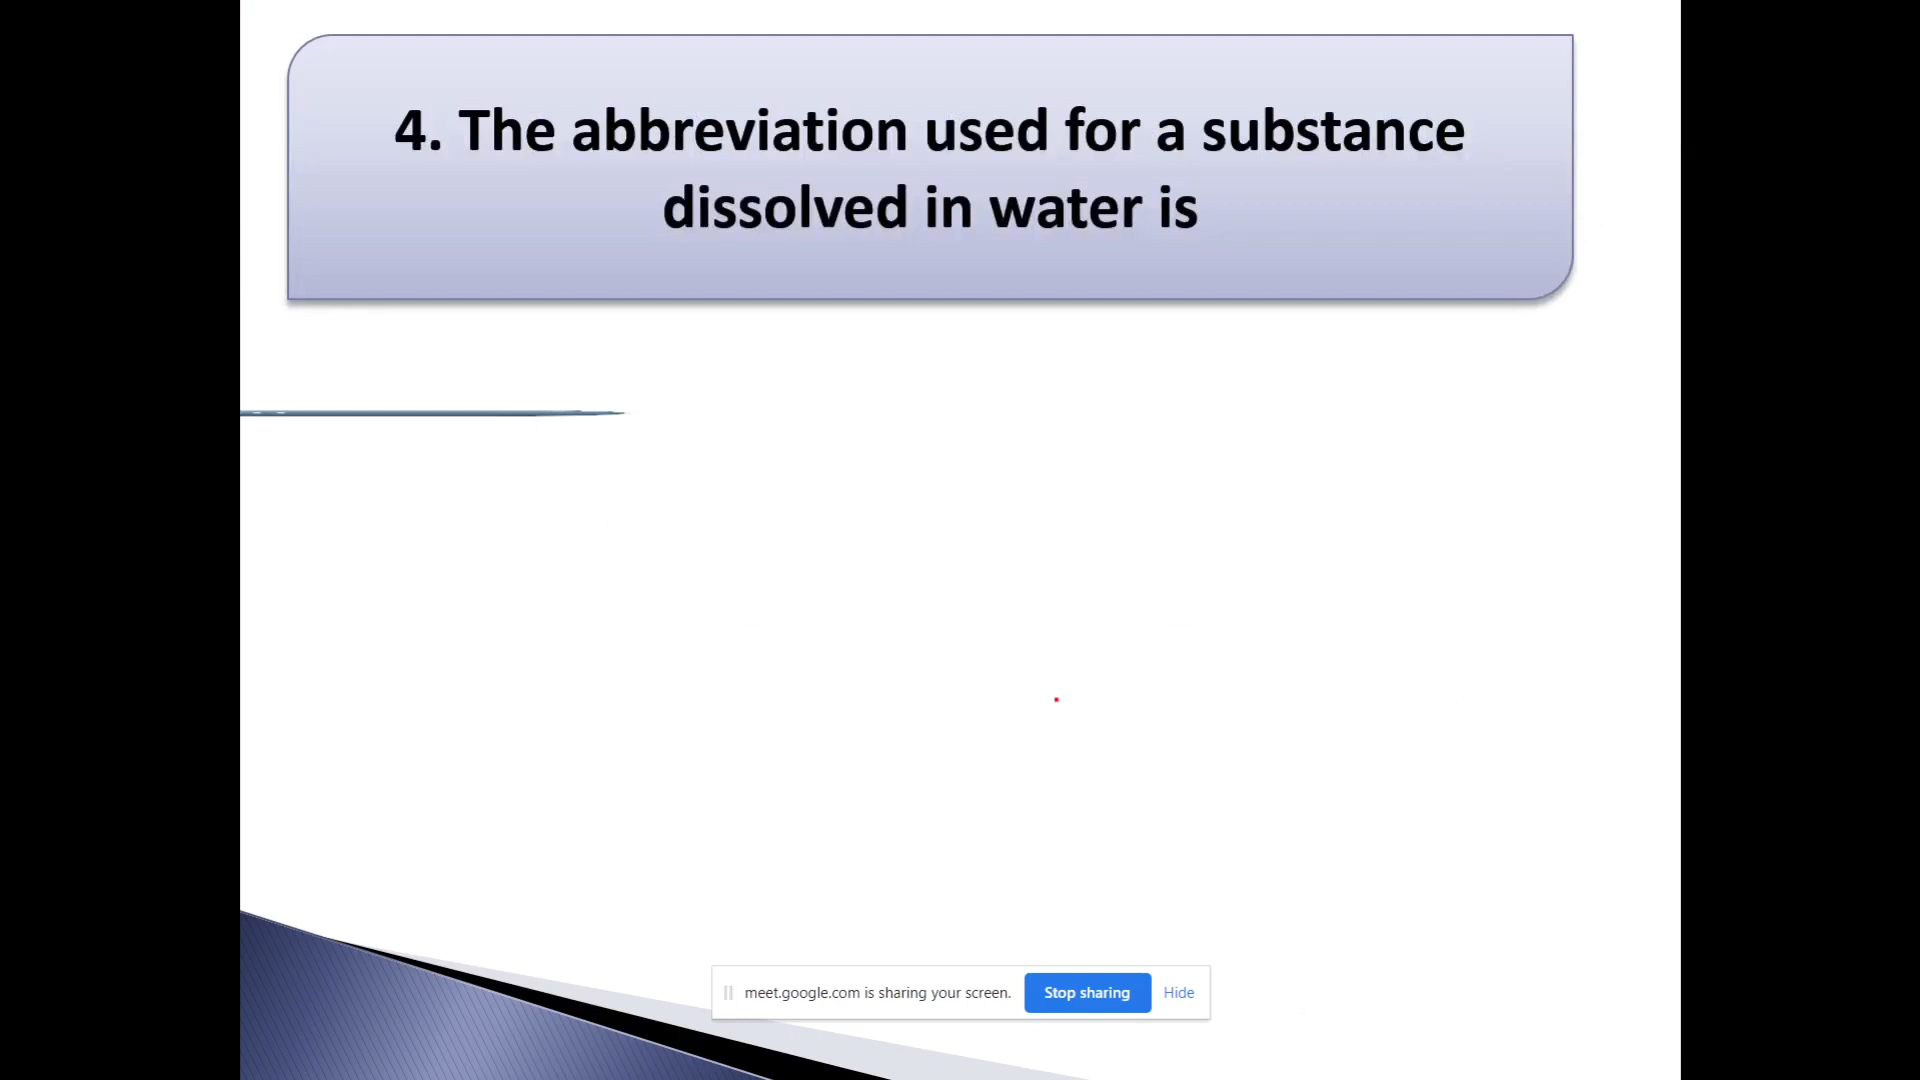 4. The abbreviation used for a substance
dissolved in water is
meet.google.com is sharing your screen.
Stop sharing
Hide